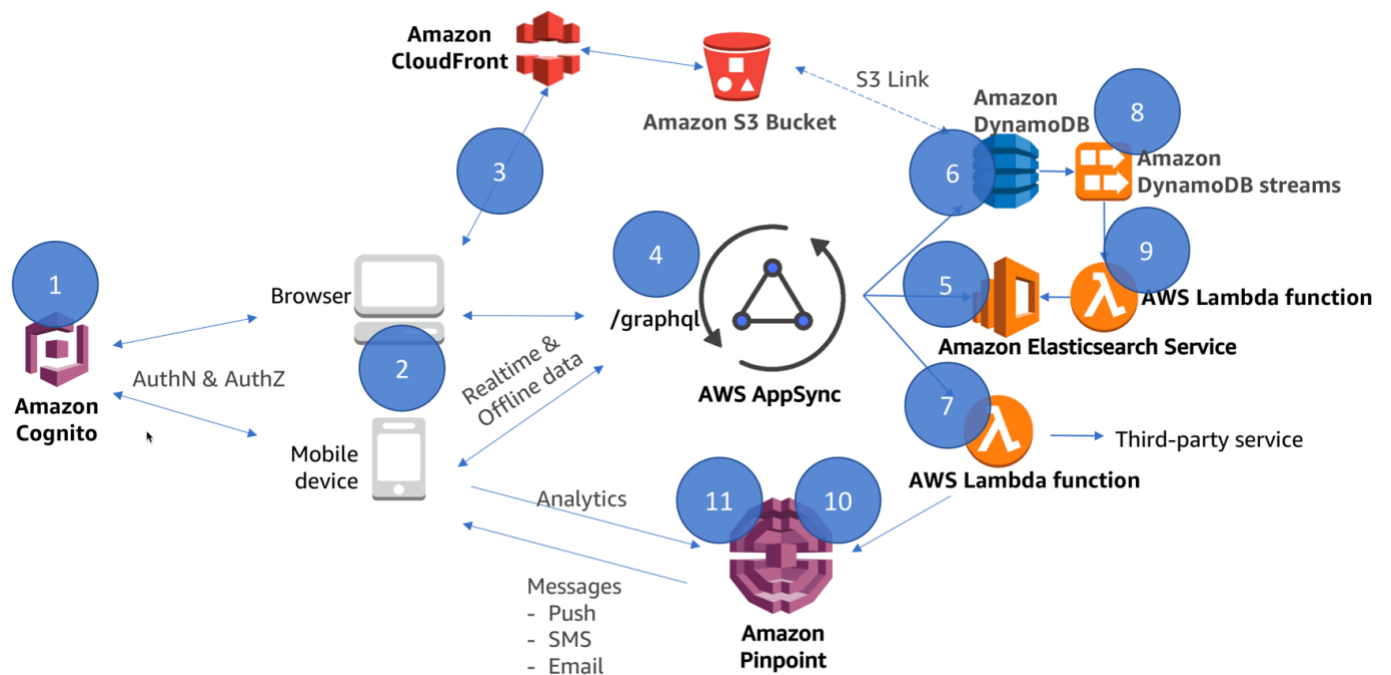 Amazon
CloudFront
Amazon S3 Bucket
S3 Link
Amazon
DynamoDB
8
Amazon
DynamoDB streams
3
6
4
9
1
5
Browser
/graphql
AWS Lambda function
Amazon Elasticsearch Service
AuthN & AuthZ
2
Realtime &
Offline data
AWS AppSync
7
Amazon
Cognito
Mobile
device
Third-party service
AWS Lambda function
Analytics
11
10
Messages
- Push
- SMS
- Email
Amazon
Pinpoint